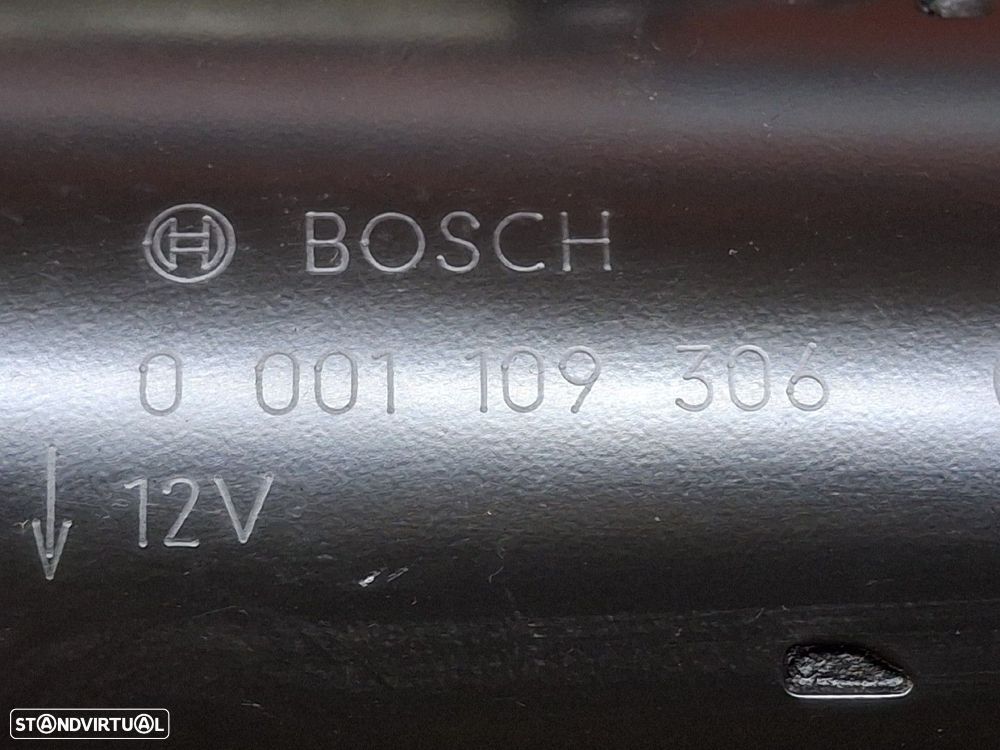 BOSCH
0 001 109 306
12V
STANDVIRTUAL